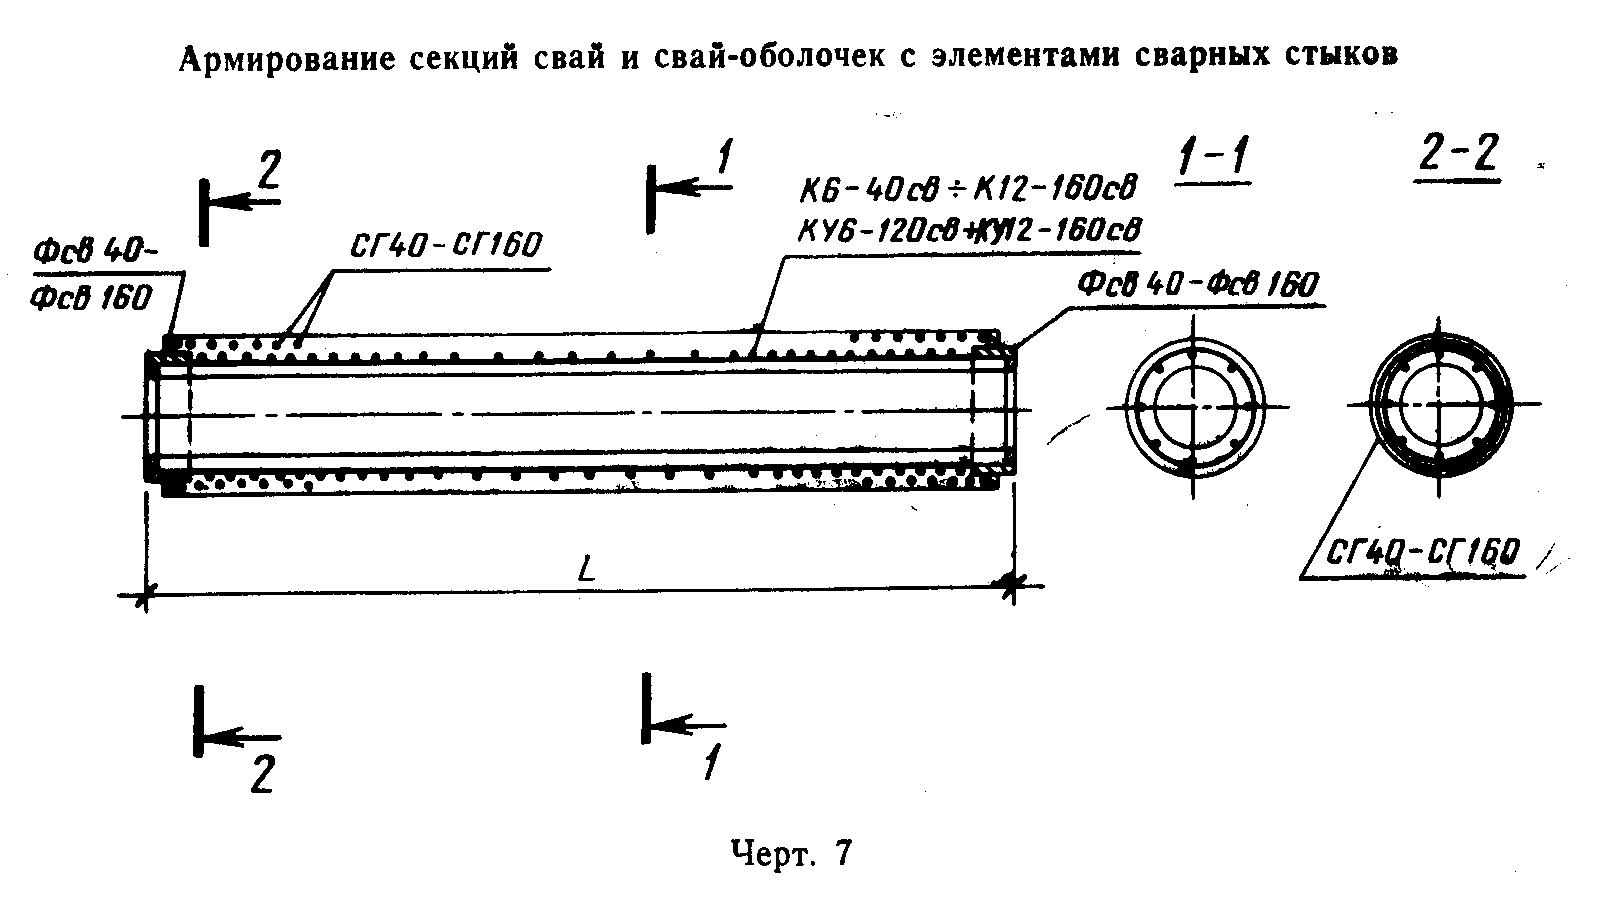 Армирование секций свай и свай-оболочек с элементами сварных стыков
2
1
1-1
2-2
К6-40св ÷ К12-160св
КУ6-120св÷КУ12-160св
Фсв 40-
Фсв 160
СГ40-СГ160
Фсв 40-Фсв 160
СГ40-СГ160
L
2
1
Черт. 7